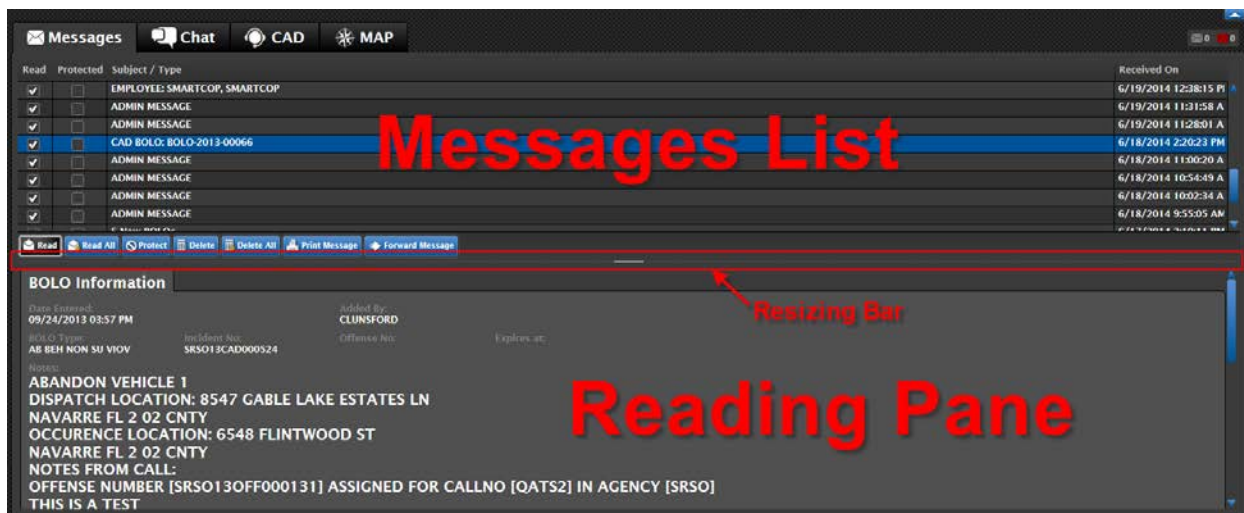 Messages Chat CAD MAP
0 0
Read Protected Subject / Type Received On
EMPLOYEE: SMARTCOP, SMARTCOP 6/19/2014 12:38:15 P
ADMIN MESSAGE 6/19/2014 11:31:58 A
ADMIN MESSAGE 6/19/2014 11:28:01 A
CAD BOLO: BOLO-2013-00066 6/18/2014 2:20:23 PM
ADMIN MESSAGE 6/18/2014 11:00:20 A
ADMIN MESSAGE 6/18/2014 10:54:49 A
ADMIN MESSAGE 6/18/2014 10:02:34 A
ADMIN MESSAGE 6/18/2014 9:55:05 AM
Messages List
Read Read All Protect Delete Delete All Print Message Forward Message
BOLO Information
Resizing Bar
Date Entered: Added By:
09/24/2013 03:57 PM CLUNSFORD
BOLO Type: Incident No: Offense No: Expires at:
AB BEH NON SU VIOV SRSO13CAD000524
Notes:
ABANDON VEHICLE 1
DISPATCH LOCATION: 8547 GABLE LAKE ESTATES LN
NAVARRE FL 2 02 CNTY
OCCURENCE LOCATION: 6548 FLINTWOOD ST
NAVARRE FL 2 02 CNTY
NOTES FROM CALL:
OFFENSE NUMBER [SRSO13OFF000131] ASSIGNED FOR CALLNO [QATS2] IN AGENCY [SRSO]
THIS IS A TEST
Reading Pane